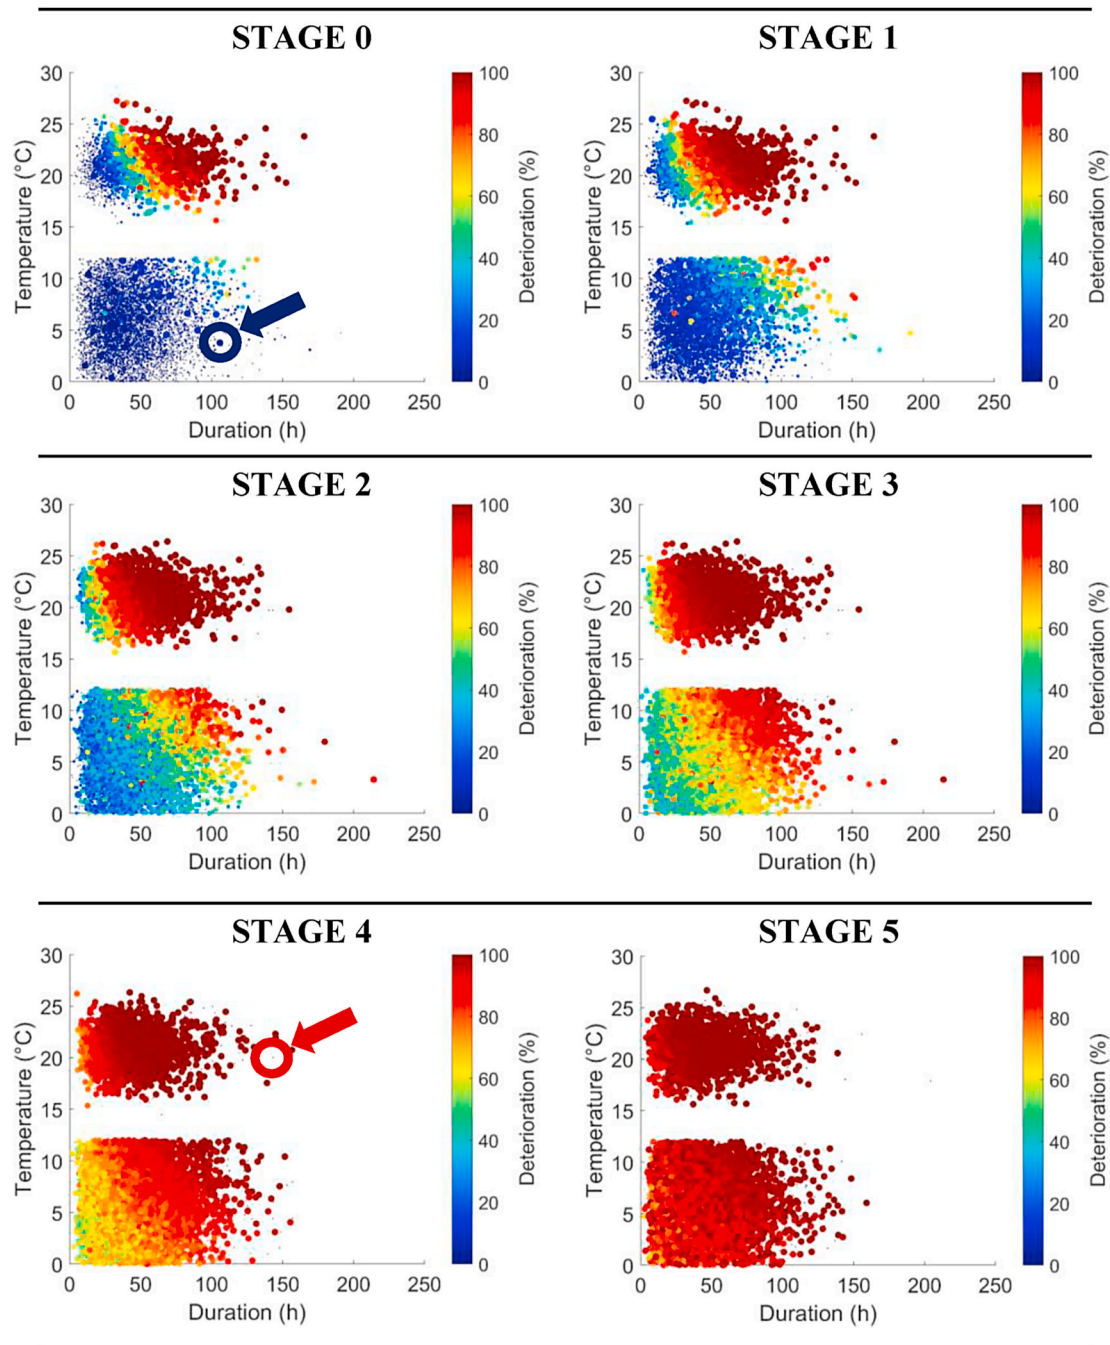 STAGE 0 STAGE 1
30 100 30 100
25 80 25 80
20 60 20 60
15 40 15 40
10 20 10 20
5 0 5 0
0 0
0 50 100 150 200 250 0 50 100 150 200 250
Temperature (°C) Deterioration (%) Temperature (°C) Deterioration (%)
Duration (h) Duration (h)
STAGE 2 STAGE 3
30 100 30 100
25 80 25 80
20 60 20 60
15 40 15 40
10 20 10 20
5 0 5 0
0 0
0 50 100 150 200 250 0 50 100 150 200 250
Temperature (°C) Deterioration (%) Temperature (°C) Deterioration (%)
Duration (h) Duration (h)
STAGE 4 STAGE 5
30 100 30 100
25 80 25 80
20 60 20 60
15 40 15 40
10 20 10 20
5 0 5 0
0 0
0 50 100 150 200 250 0 50 100 150 200 250
Temperature (°C) Deterioration (%) Temperature (°C) Deterioration (%)
Duration (h) Duration (h)